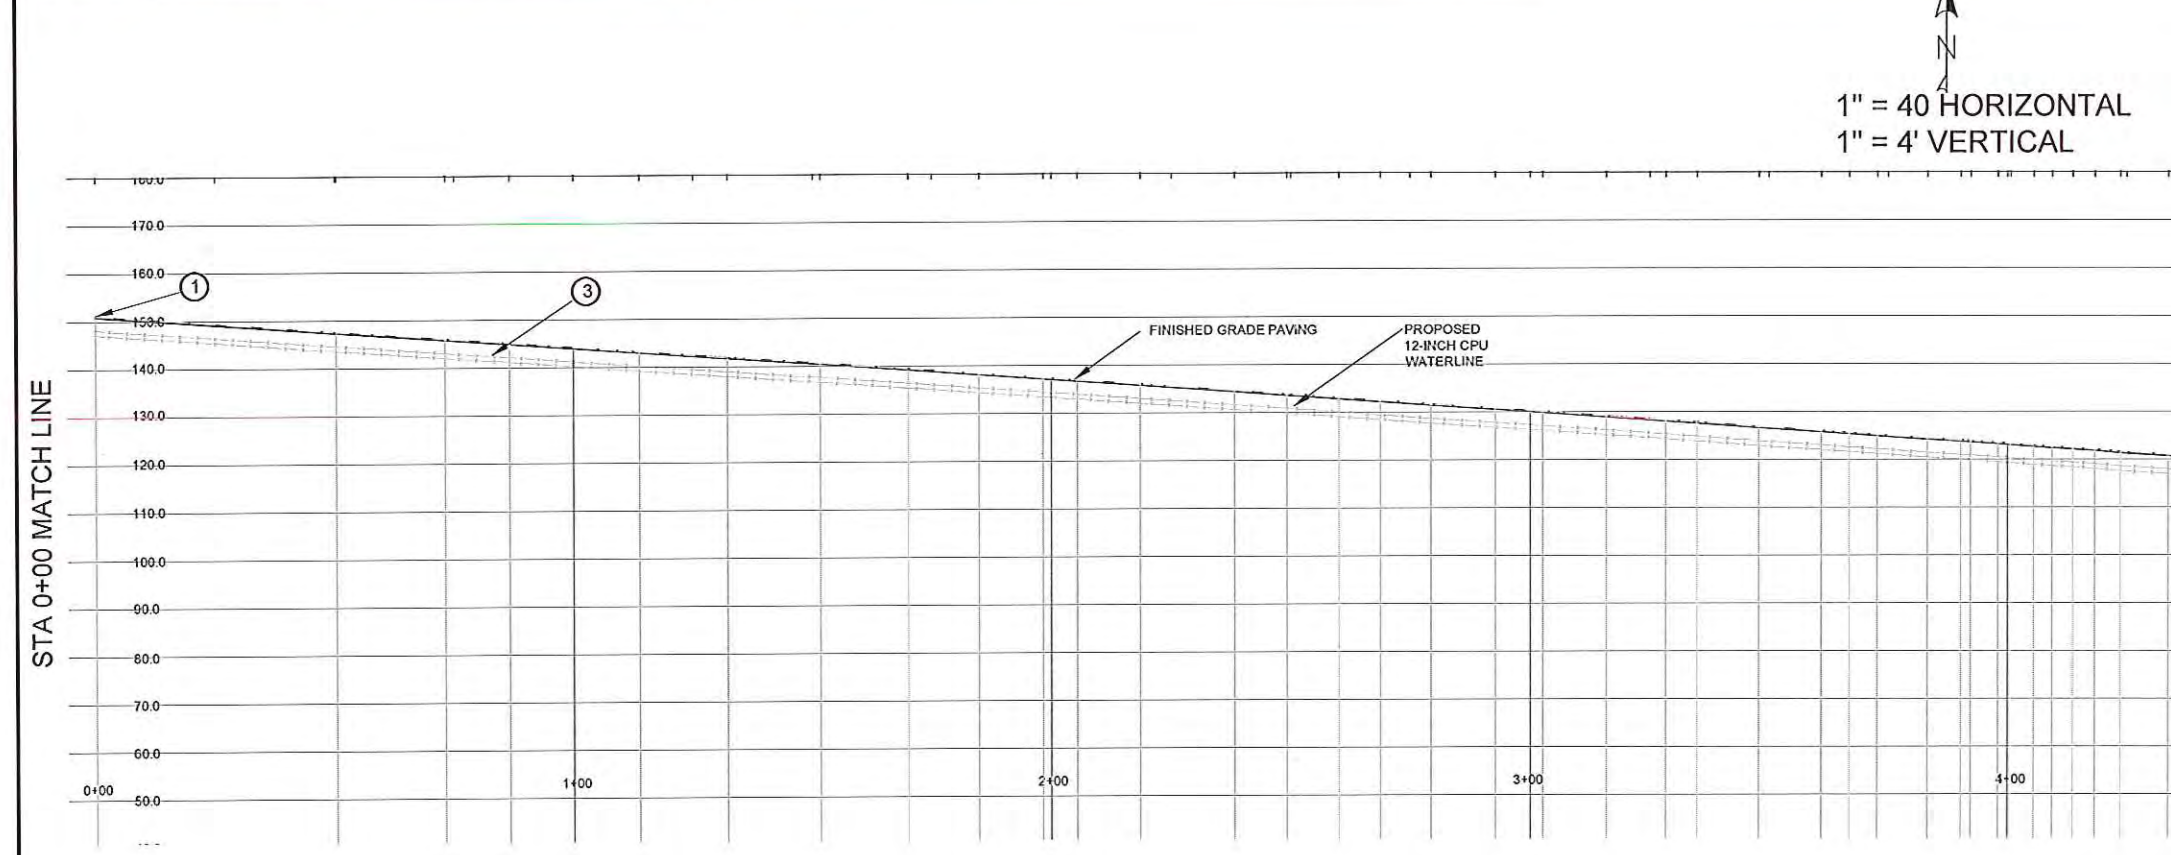 N
1" = 40 HORIZONTAL
1" = 4' VERTICAL
170.0
160.0
1
3
150.0
FINISHED GRADE PAVING
PROPOSED
12-INCH CPU
WATERLINE
140.0
130.0
120.0
110.0
100.0
90.0
80.0
70.0
60.0
50.0
STA 0+00 MATCH LINE
0+00
1+00
2+00
3+00
4+00